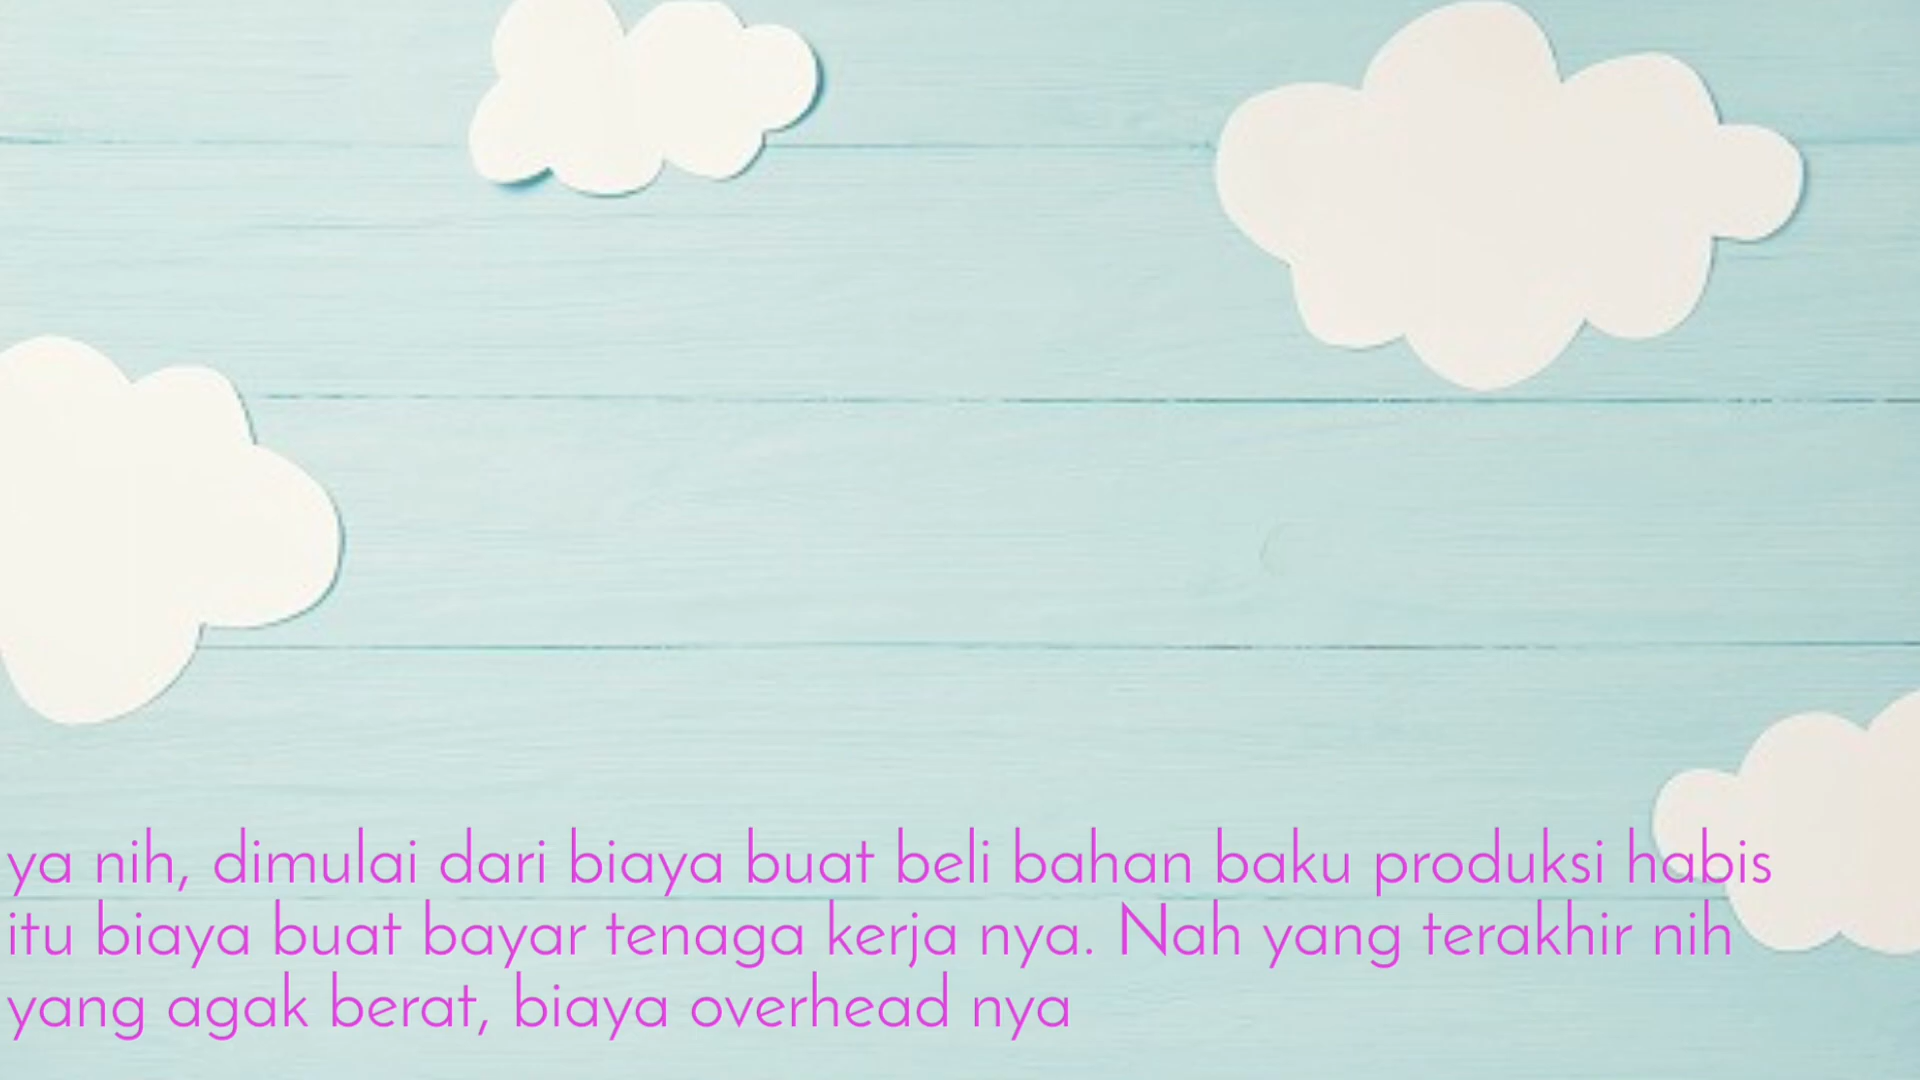 ya nih, dimulai dari biaya buat beli bahan baku produksi habis
itu biaya buat bayar tenaga kerja nya. Nah yang terakhir nih
yang agak berat, biaya overhead nya